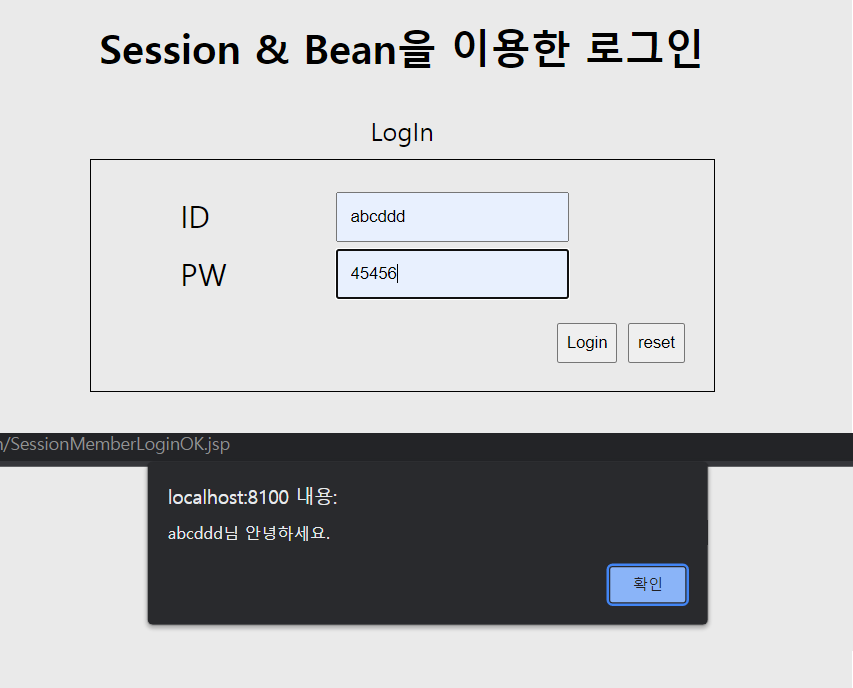 Session & Bean을 이용한 로그인
LogIn
ID abcddd
PW 45456
Login reset
/SessionMemberLoginOK.jsp
localhost:8100 내용:
abcddd님 안녕하세요.
확인